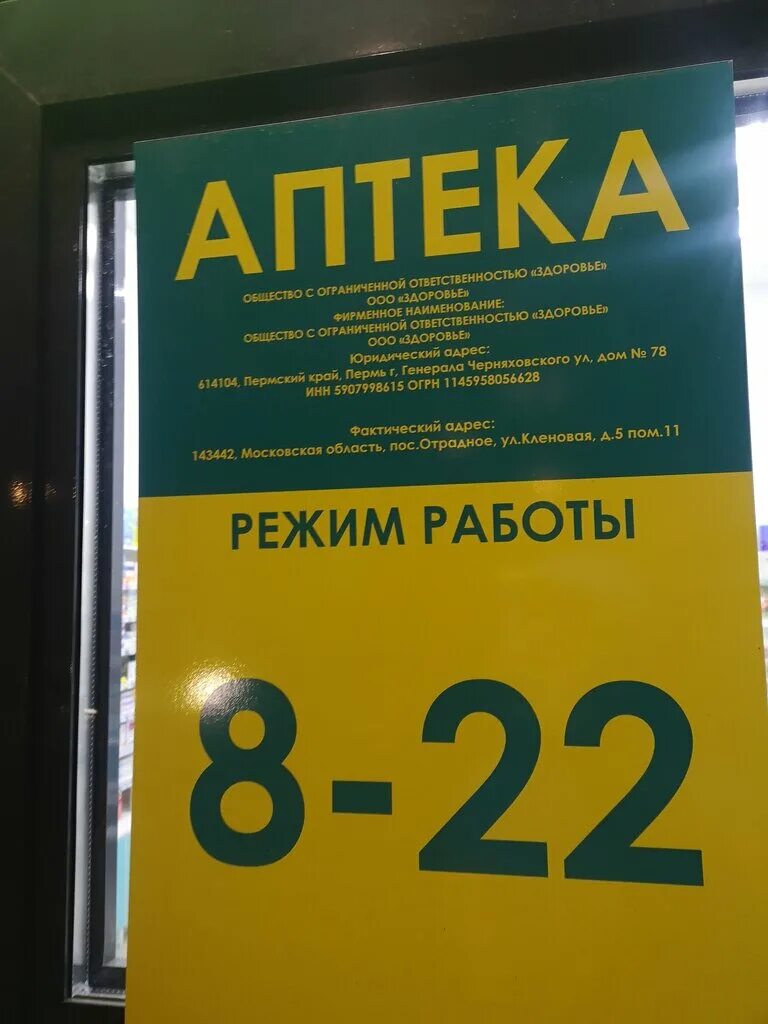 АПТЕКА
ОБЩЕСТВО С ОГРАНИЧЕННОЙ ОТВЕТСТВЕННОСТЬЮ «ЗДОРОВЬЕ»
ООО «ЗДОРОВЬЕ»
ФИРМЕННОЕ НАИМЕНОВАНИЕ:
ОБЩЕСТВО С ОГРАНИЧЕННОЙ ОТВЕТСТВЕННОСТЬЮ «ЗДОРОВЬЕ»
ООО «ЗДОРОВЬЕ»
Юридический адрес:
614104, Пермский край, Пермь г, Генерала Черняховского ул, дом № 78
ИНН 5907998615 ОГРН 1145958056628
Фактический адрес:
143442, Московская область, пос.Отрадное, ул.Кленовая, д.5 пом.11
РЕЖИМ РАБОТЫ
8-22